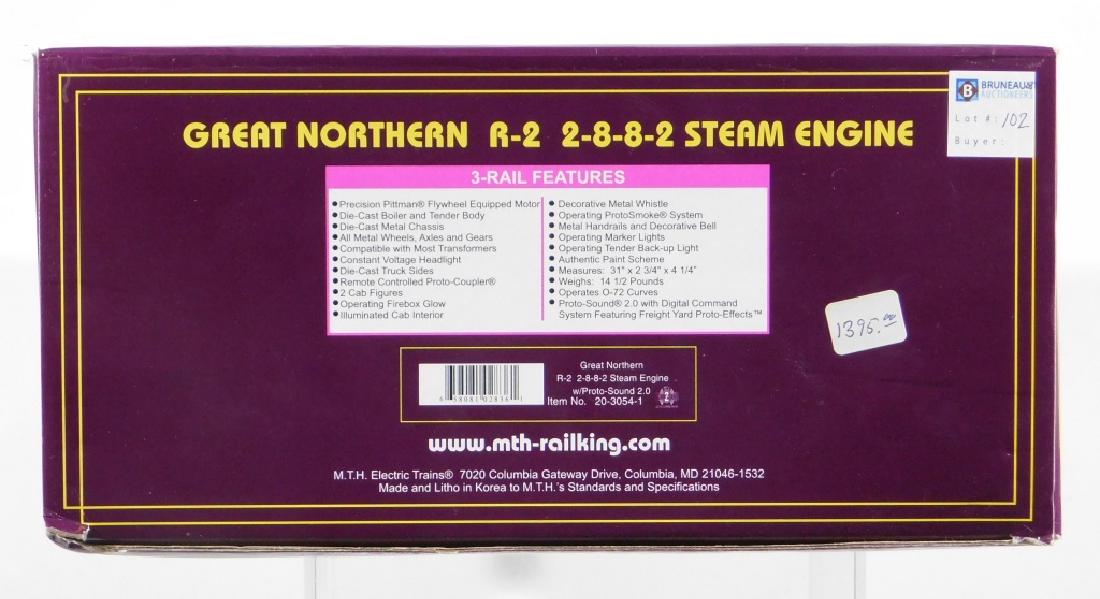 BRUNEAU & CO
AUCTIONEERS
Lot #: 102
Buyer:
GREAT NORTHERN R-2 2-8-8-2 STEAM ENGINE
3-RAIL FEATURES
• Precision Pittman® Flywheel Equipped Motor
• Die-Cast Boiler and Tender Body
• Die-Cast Metal Chassis
• All Metal Wheels, Axles and Gears
• Compatible with Most Transformers
• Constant Voltage Headlight
• Die-Cast Truck Sides
• Remote Controlled Proto-Coupler®
• 2 Cab Figures
• Operating Firebox Glow
• Illuminated Cab Interior
• Decorative Metal Whistle
• Operating ProtoSmoke® System
• Metal Handrails and Decorative Bell
• Operating Marker Lights
• Operating Tender Back-up Light
• Authentic Paint Scheme
• Measures: 31" x 2 3/4" x 4 1/4"
• Weighs: 14 1/2 Pounds
• Operates O-72 Curves
• Proto-Sound® 2.0 with Digital Command
System Featuring Freight Yard Proto-Effects™
1395.00
Great Northern
R-2 2-8-8-2 Steam Engine
w/Proto-Sound 2.0
Item No. 20-3054-1
www.mth-railking.com
M.T.H. Electric Trains® 7020 Columbia Gateway Drive, Columbia, MD 21046-1532
Made and Litho in Korea to M.T.H.'s Standards and Specifications